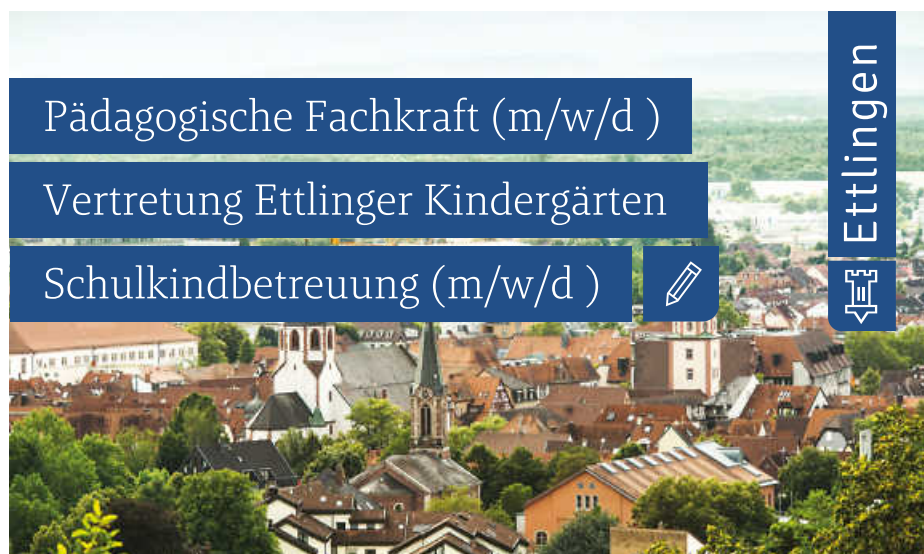 Pädagogische Fachkraft (m/w/d )
Vertretung Ettlinger Kindergärten
Schulkindbetreuung (m/w/d )
Ettlingen